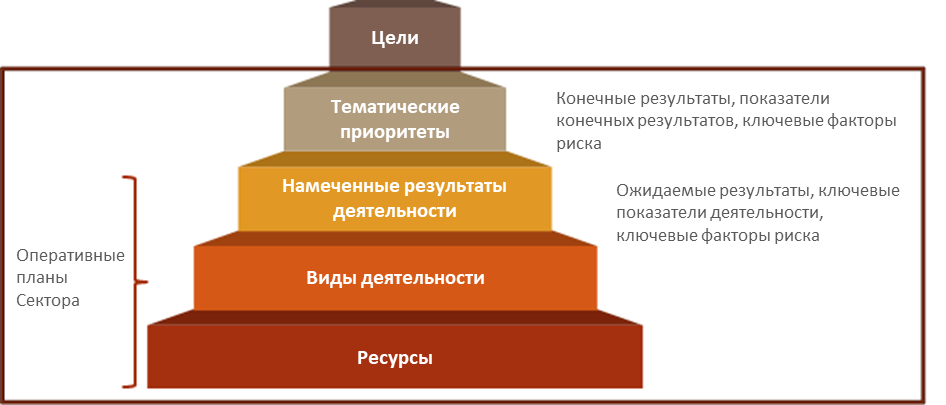 Цели
Тематические
приоритеты
Конечные результаты, показатели
конечных результатов, ключевые факторы
риска
Намеченные результаты
деятельности
Ожидаемые результаты, ключевые
показатели деятельности,
ключевые факторы риска
Оперативные
планы
Сектора
Виды деятельности
Ресурсы